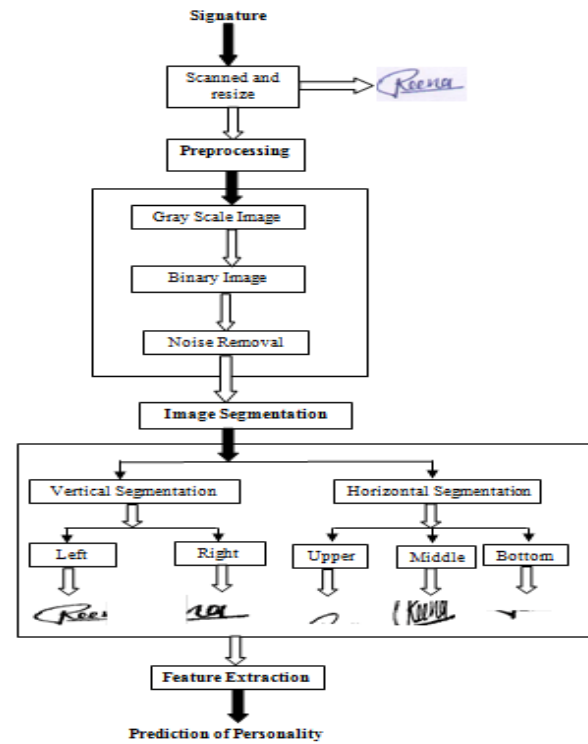 Signature
Scanned and
resize
Reena
Preprocessing
Gray Scale Image
Binary Image
Noise Removal
Image Segmentation
Vertical Segmentation
Horizontal Segmentation
Left
Right
Upper
Middle
Bottom
Reena
Feature Extraction
Prediction of Personality